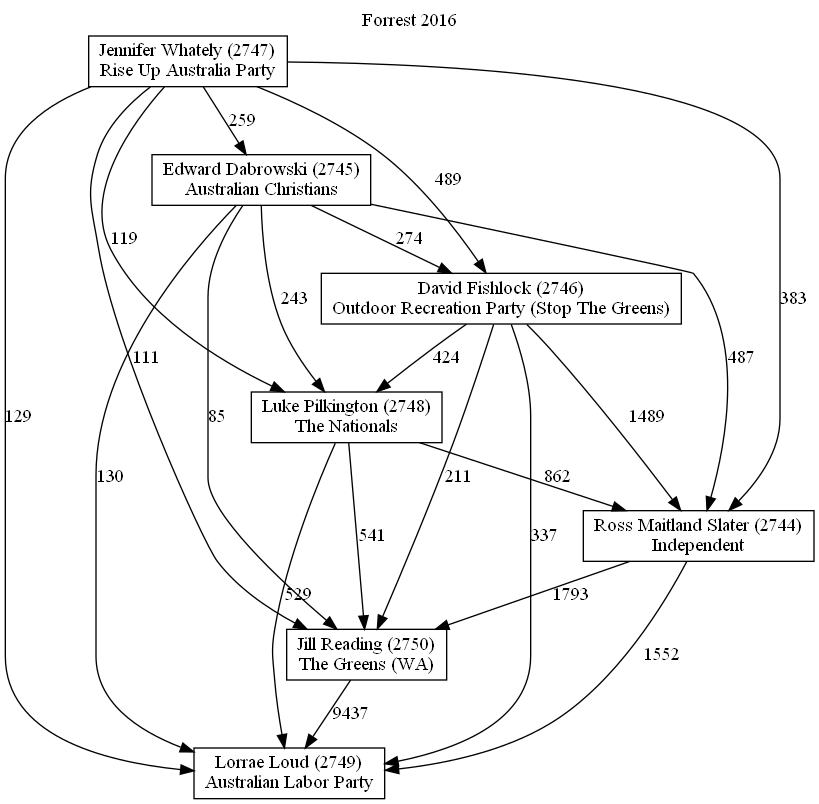 Forrest 2016
Jennifer Whately (2747)
Rise Up Australia Party
259
Edward Dabrowski (2745)
Australian Christians
489
119
274
243
David Fishlock (2746)
Outdoor Recreation Party (Stop The Greens)
383
111
424
487
129
85
Luke Pilkington (2748)
The Nationals
1489
130
211
862
541
337
Ross Maitland Slater (2744)
Independent
529
1793
Jill Reading (2750)
The Greens (WA)
1552
9437
Lorrae Loud (2749)
Australian Labor Party